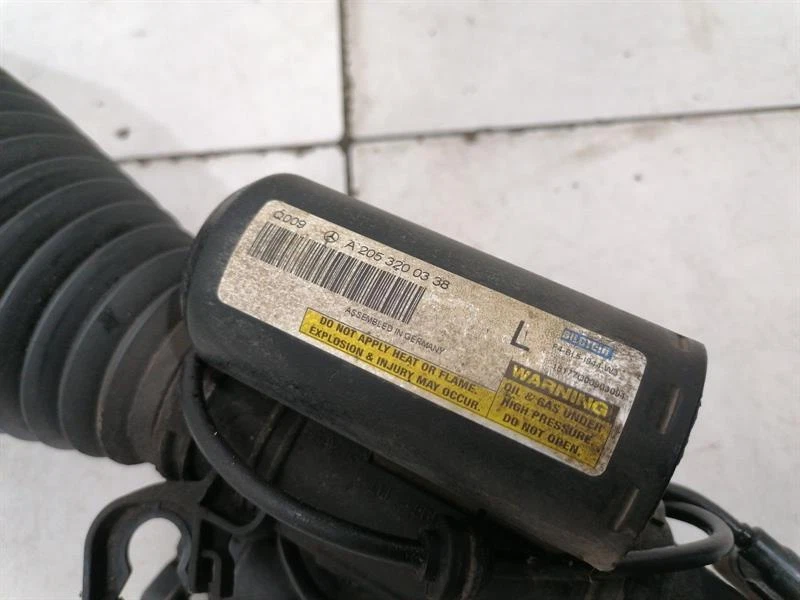 Q009 A 205 320 03 38
ASSEMBLED IN GERMANY
DO NOT APPLY HEAT OR FLAME.
EXPLOSION & INJURY MAY OCCUR.
L
BILSTEIN
WARNING
OIL & GAS UNDER
HIGH PRESSURE
DO NOT OPEN.